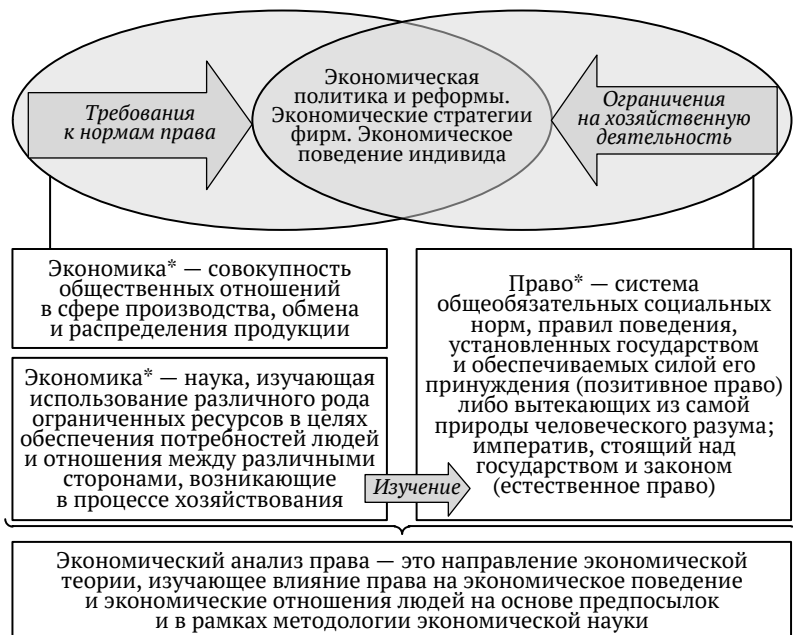 Требования
к нормам права
Экономическая
политика и реформы.
Экономические стратегии
фирм. Экономическое
поведение индивида
Ограничения
на хозяйственную
деятельность
Экономика* — совокупность
общественных отношений
в сфере производства, обмена
и распределения продукции
Экономика* — наука, изучающая
использование различного рода
ограниченных ресурсов в целях
обеспечения потребностей людей
и отношения между различными
сторонами, возникающие
в процессе хозяйствования
Изучение
Право* — система
общеобязательных социальных
норм, правил поведения,
установленных государством
и обеспечиваемых силой его
принуждения (позитивное право)
либо вытекающих из самой
природы человеческого разума;
императив, стоящий над
государством и законом
(естественное право)
Экономический анализ права — это направление экономической
теории, изучающее влияние права на экономическое поведение
и экономические отношения людей на основе предпосылок
и в рамках методологии экономической науки